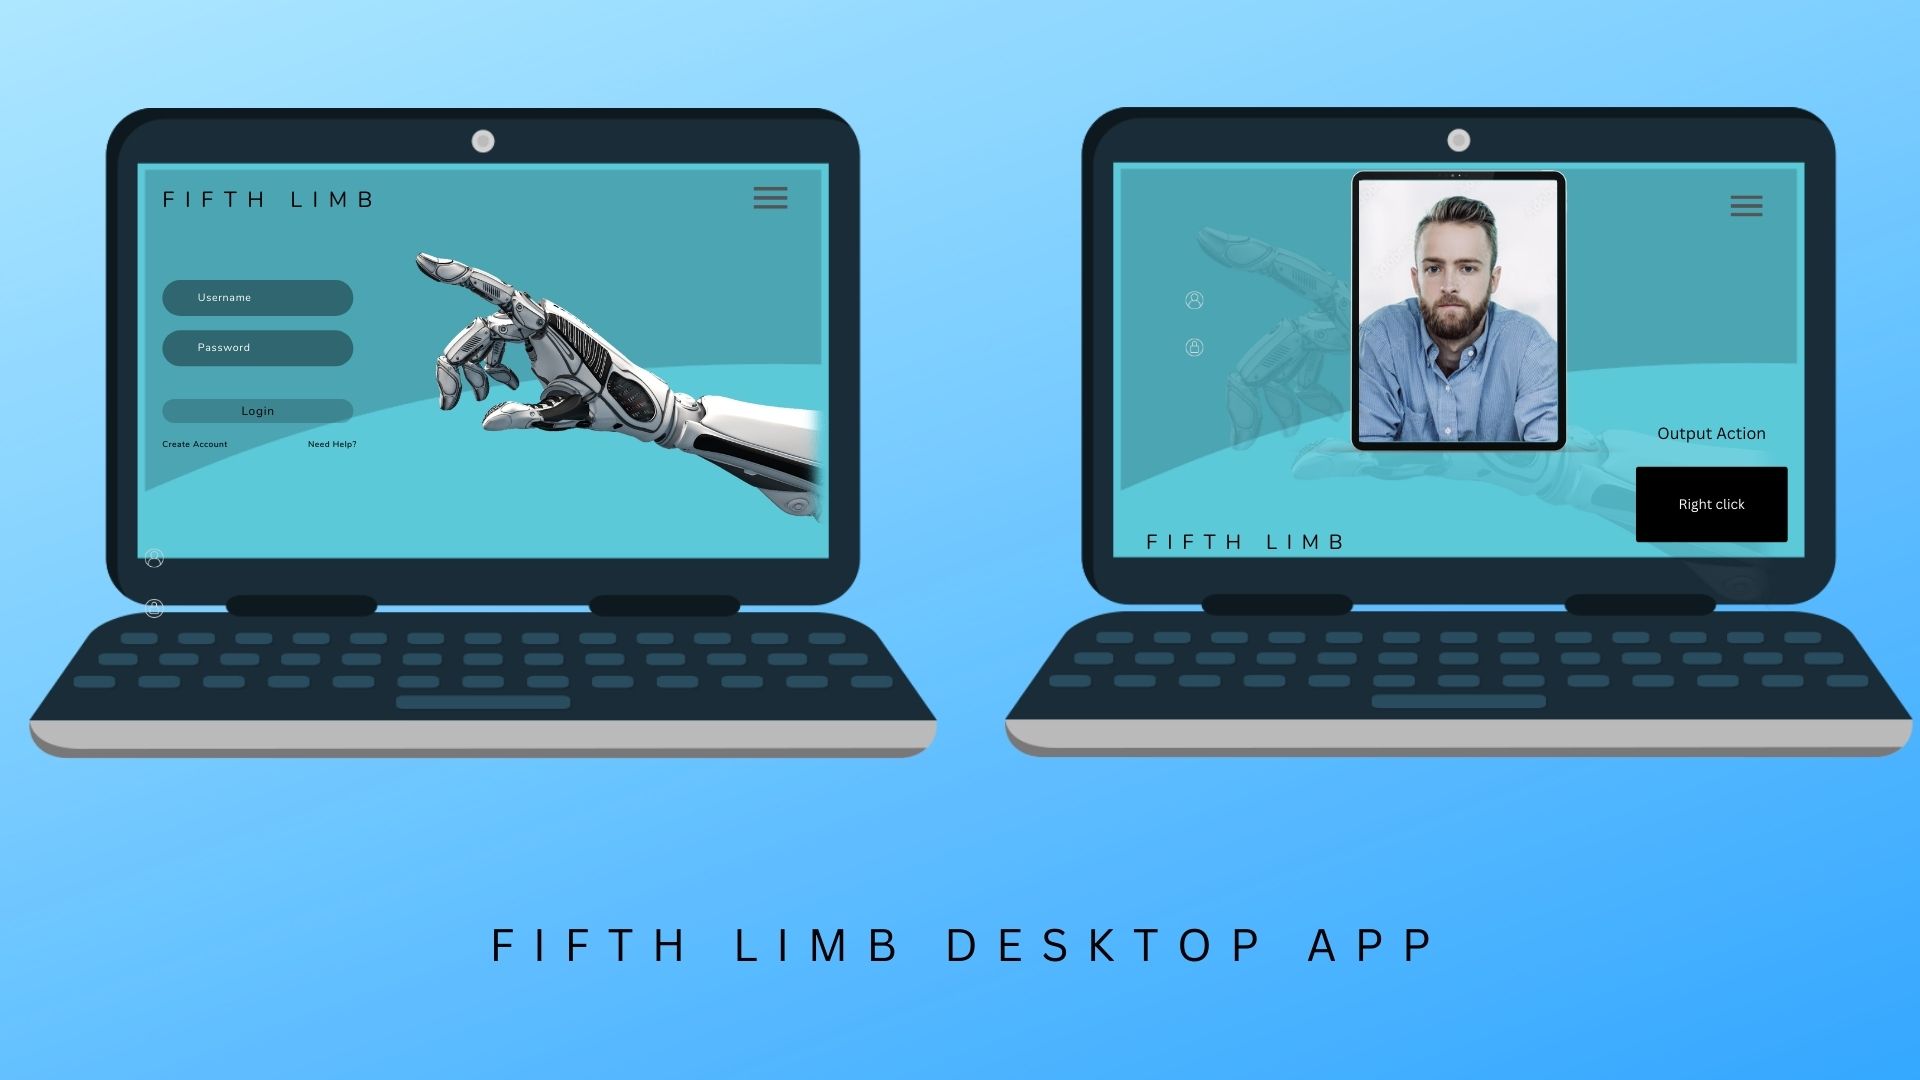 FIFTH LIMB
Username
Password
Login
Create Account
Need Help?
Output Action
Right click
FIFTH LIMB
FIFTH LIMB DESKTOP APP